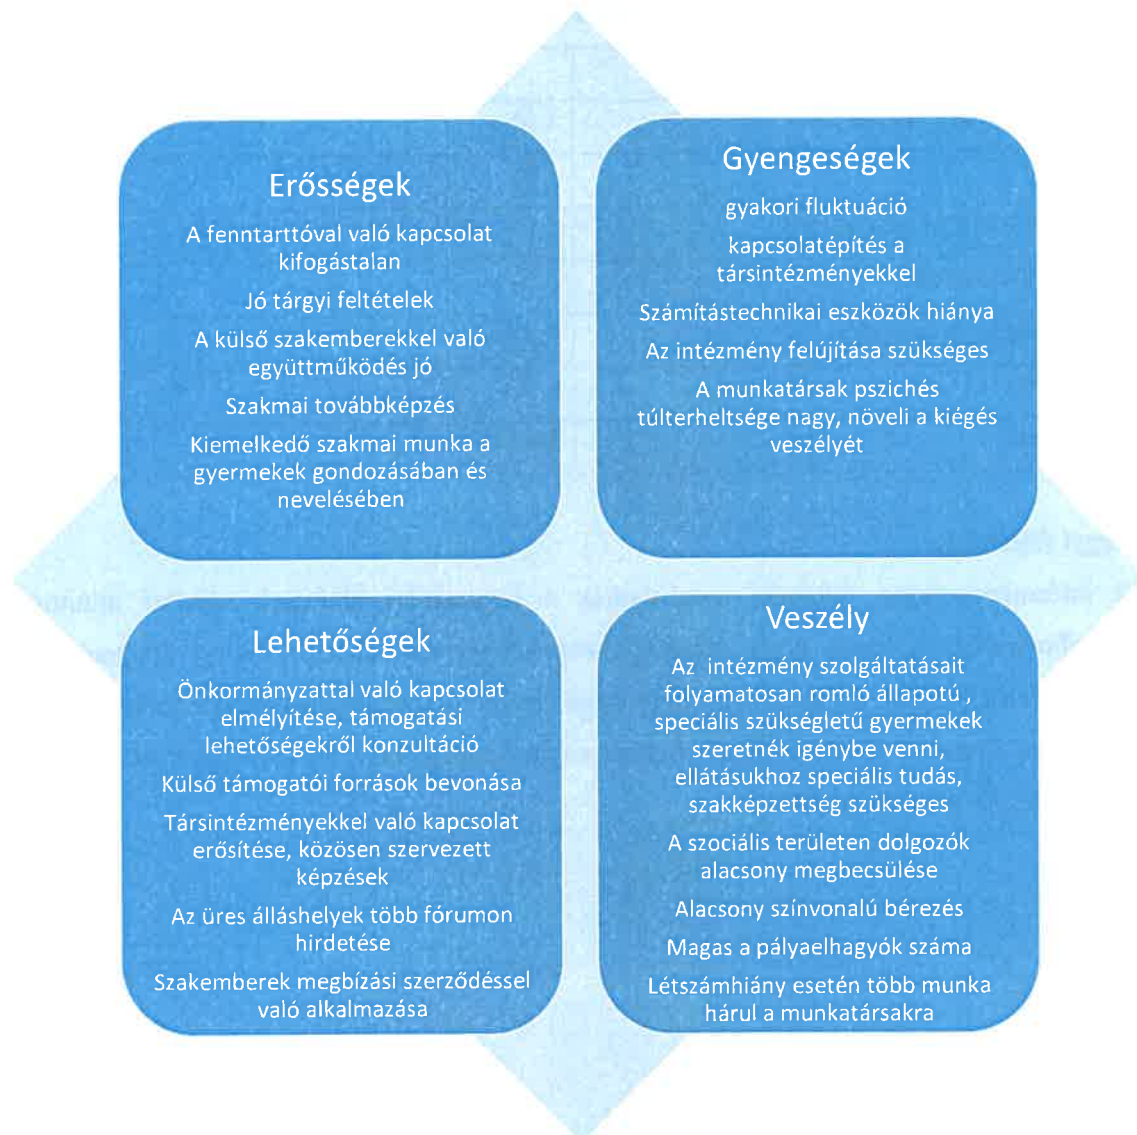 Erősségek
A fenntarttóval való kapcsolat
kifogástalan
Jó tárgyi feltételek
A külső szakemberekkel való
együttműködés jó
Szakmai továbbképzés
Kiemelkedő szakmai munka a
gyermekek gondozásában és
nevelésében
Gyengeségek
gyakori fluktuáció
kapcsolatépítés a
társintézményekkel
Számítástechnikai eszközök hiánya
Az intézmény felújítása szükséges
A munkatársak pszichés
túlterheltsége nagy, növeli a kiégés
veszélyét
Lehetőségek
Önkormányzattal való kapcsolat
elmélyítése, támogatási
lehetőségekről konzultáció
Külső támogatói források bevonása
Társintézményekkel való kapcsolat
erősítése, közösen szervezett
képzések
Az üres álláshelyek több fórumon
hirdetése
Szakemberek megbízási szerződéssel
való alkalmazása
Veszély
Az intézmény szolgáltatásait
folyamatosan romló állapotú ,
speciális szükségletű gyermekek
szeretnék igénybe venni,
ellátásukhoz speciális tudás,
szakképzettség szükséges
A szociális területen dolgozók
alacsony megbecsülése
Alacsony színvonalú bérezés
Magas a pályaelhagyók száma
Létszámhiány esetén több munka
hárul a munkatársakra